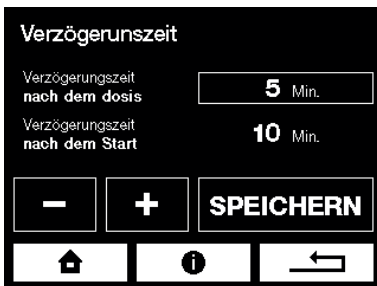 Verzögerunszeit
Verzögerungszeit
nach dem dosis
5 Min.
Verzögerungszeit
nach dem Start
10 Min.
− + SPEICHERN